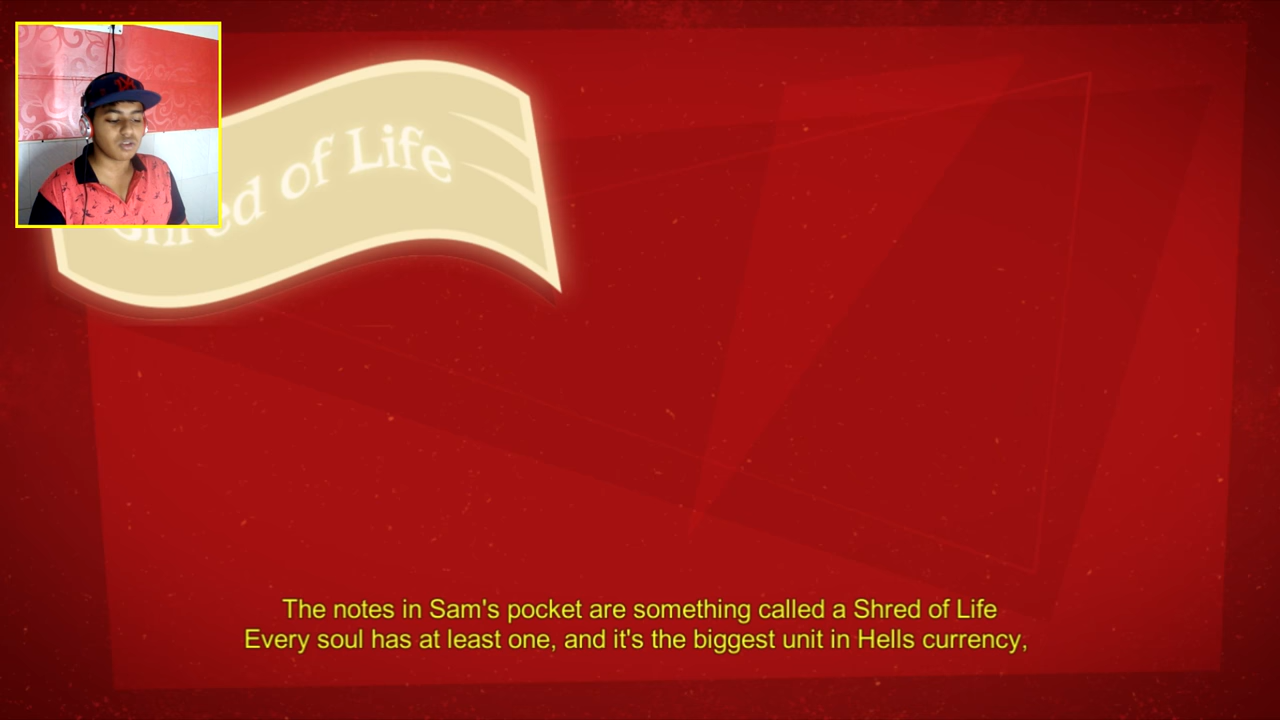 Shred of Life
The notes in Sam's pocket are something called a Shred of Life
Every soul has at least one, and it's the biggest unit in Hells currency,